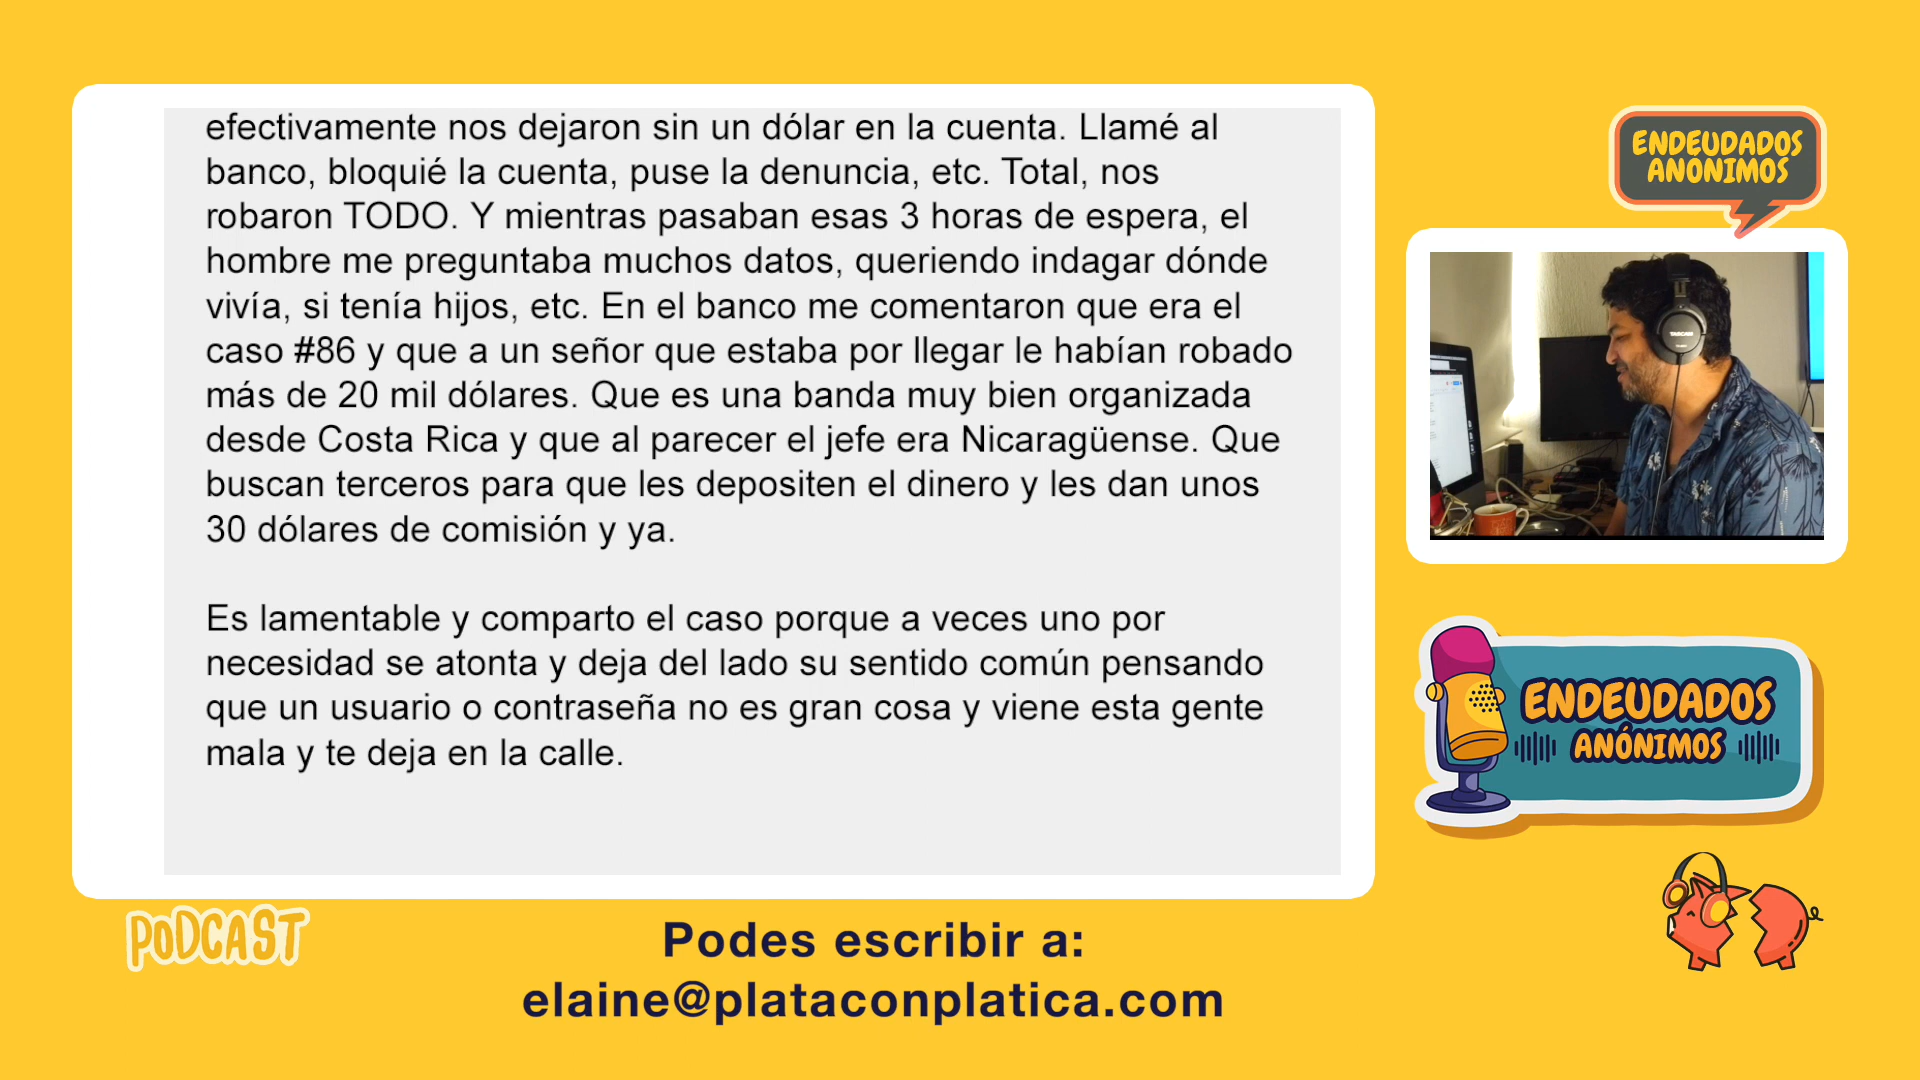 efectivamente nos dejaron sin un dólar en la cuenta. Llamé al
banco, bloquié la cuenta, puse la denuncia, etc. Total, nos
robaron TODO. Y mientras pasaban esas 3 horas de espera, el
hombre me preguntaba muchos datos, queriendo indagar dónde
vivía, si tenía hijos, etc. En el banco me comentaron que era el
caso #86 y que a un señor que estaba por llegar le habían robado
más de 20 mil dólares. Que es una banda muy bien organizada
desde Costa Rica y que al parecer el jefe era Nicaragüense. Que
buscan terceros para que les depositen el dinero y les dan unos
30 dólares de comisión y ya.
Es lamentable y comparto el caso porque a veces uno por
necesidad se atonta y deja del lado su sentido común pensando
que un usuario o contraseña no es gran cosa y viene esta gente
mala y te deja en la calle.
PODCAST
Podes escribir a:
elaine@plataconplatica.com
ENDEUDADOS
ANÓNIMOS
TASCAM
ENDEUDADOS
ANÓNIMOS